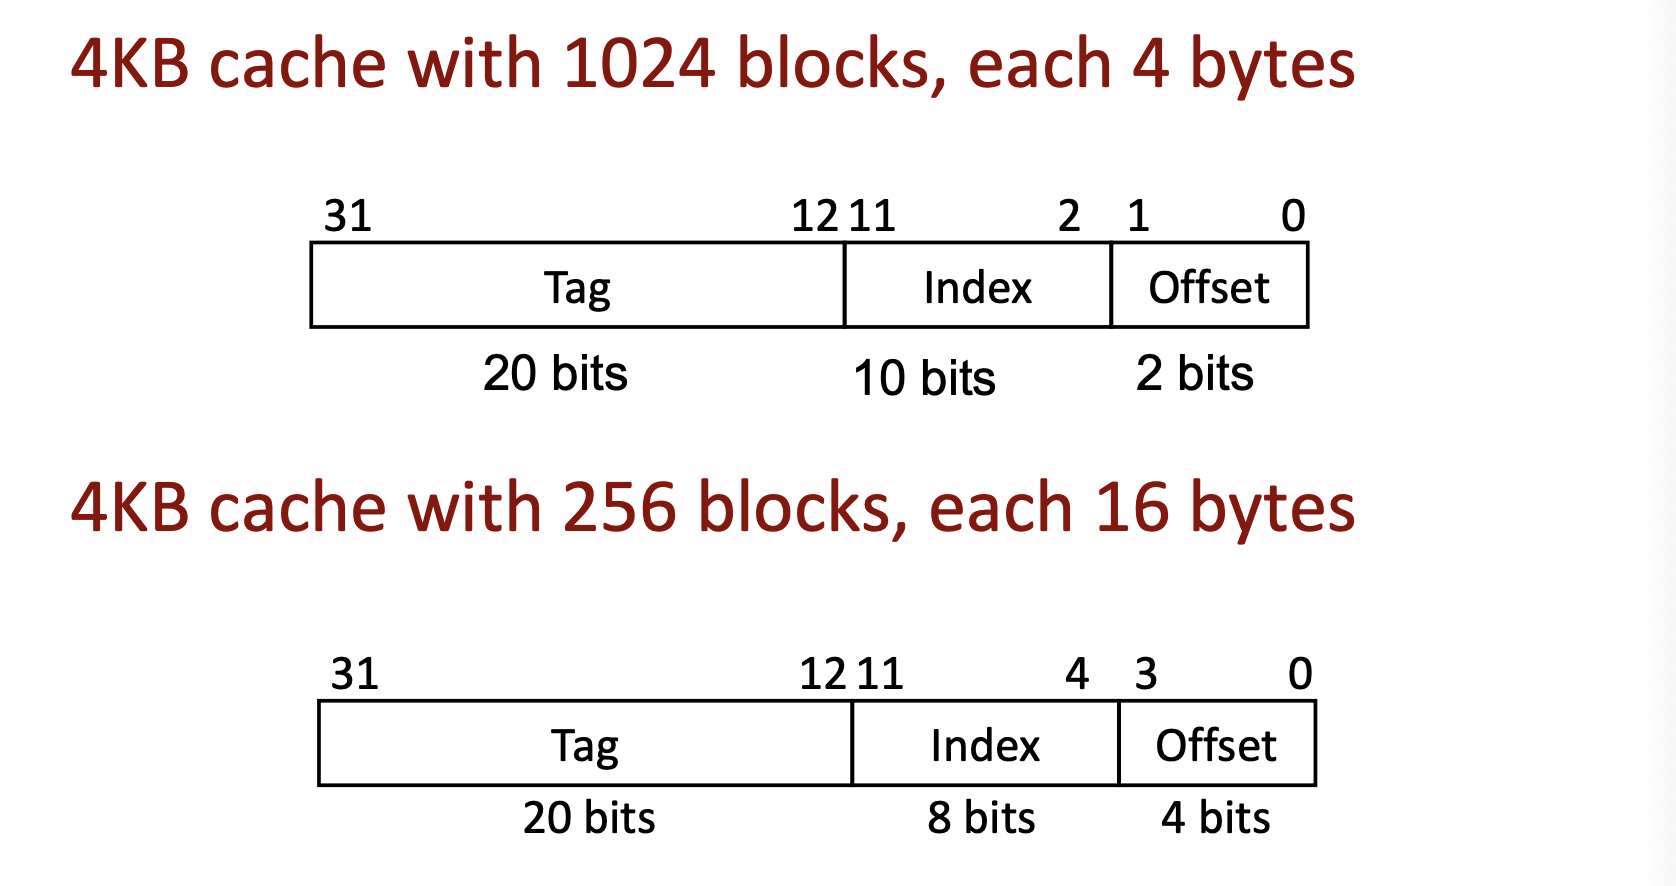 4KB cache with 1024 blocks, each 4 bytes
31 12 11 2 1 0
Tag Index Offset
20 bits 10 bits 2 bits
4KB cache with 256 blocks, each 16 bytes
31 12 11 4 3 0
Tag Index Offset
20 bits 8 bits 4 bits